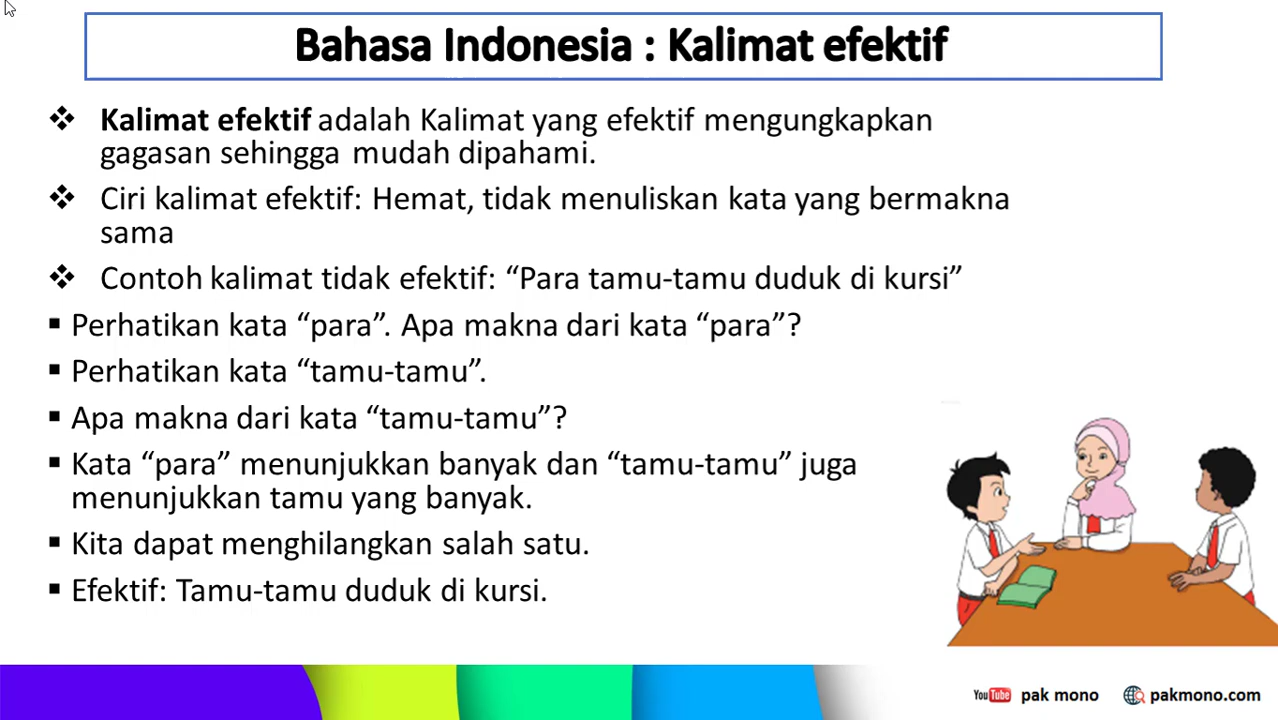 Bahasa Indonesia : Kalimat efektif
Kalimat efektif adalah Kalimat yang efektif mengungkapkan
gagasan sehingga mudah dipahami.
Ciri kalimat efektif: Hemat, tidak menuliskan kata yang bermakna
sama
Contoh kalimat tidak efektif: “Para tamu-tamu duduk di kursi”
Perhatikan kata “para”. Apa makna dari kata “para”?
Perhatikan kata “tamu-tamu”.
Apa makna dari kata “tamu-tamu”?
Kata “para” menunjukkan banyak dan “tamu-tamu” juga
menunjukkan tamu yang banyak.
Kita dapat menghilangkan salah satu.
Efektif: Tamu-tamu duduk di kursi.
YouTube pak mono pakmono.com